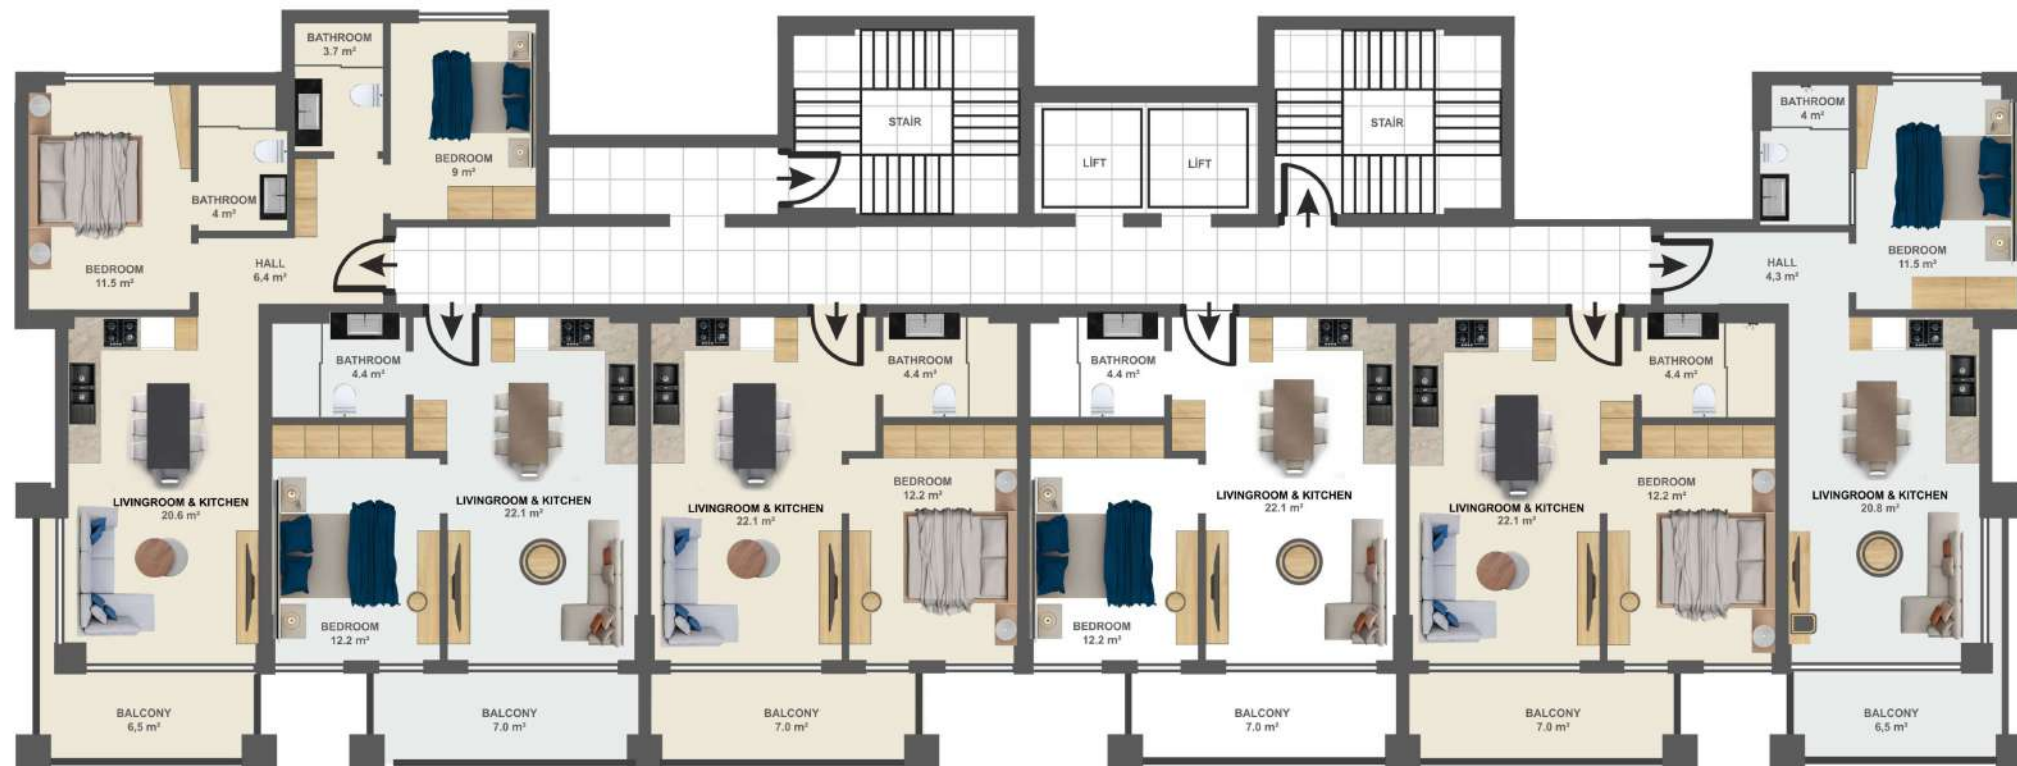 BATHROOM
3.7 m²
BEDROOM
9 m²
BATHROOM
4 m²
BEDROOM
11.5 m²
HALL
6,4 m²
STAİR
LİFT
LİFT
STAİR
BATHROOM
4 m²
BEDROOM
11.5 m²
HALL
4,3 m²
BATHROOM
4.4 m²
BATHROOM
4.4 m²
BATHROOM
4.4 m²
BATHROOM
4.4 m²
LIVINGROOM & KITCHEN
20.6 m²
LIVINGROOM & KITCHEN
22.1 m²
LIVINGROOM & KITCHEN
22.1 m²
BEDROOM
12.2 m²
LIVINGROOM & KITCHEN
22.1 m²
LIVINGROOM & KITCHEN
22.1 m²
BEDROOM
12.2 m²
LIVINGROOM & KITCHEN
20.8 m²
BEDROOM
12.2 m²
BEDROOM
12.2 m²
BALCONY
6,5 m²
BALCONY
7.0 m²
BALCONY
7.0 m²
BALCONY
7.0 m²
BALCONY
7.0 m²
BALCONY
6,5 m²